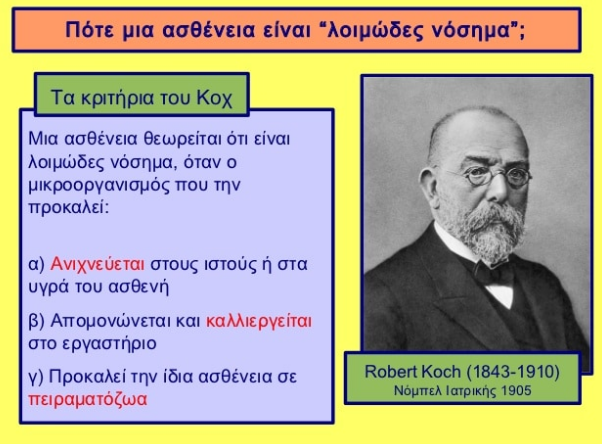 Πότε μια ασθένεια είναι “λοιμώδες νόσημα”;
Τα κριτήρια του Κοχ
Μια ασθένεια θεωρείται ότι είναι
λοιμώδες νόσημα, όταν ο
μικροοργανισμός που την
προκαλεί:
α) Ανιχνεύεται στους ιστούς ή στα
υγρά του ασθενή
β) Απομονώνεται και καλλιεργείται
στο εργαστήριο
γ) Προκαλεί την ίδια ασθένεια σε
πειραματόζωα
Robert Koch (1843-1910)
Νόμπελ Ιατρικής 1905